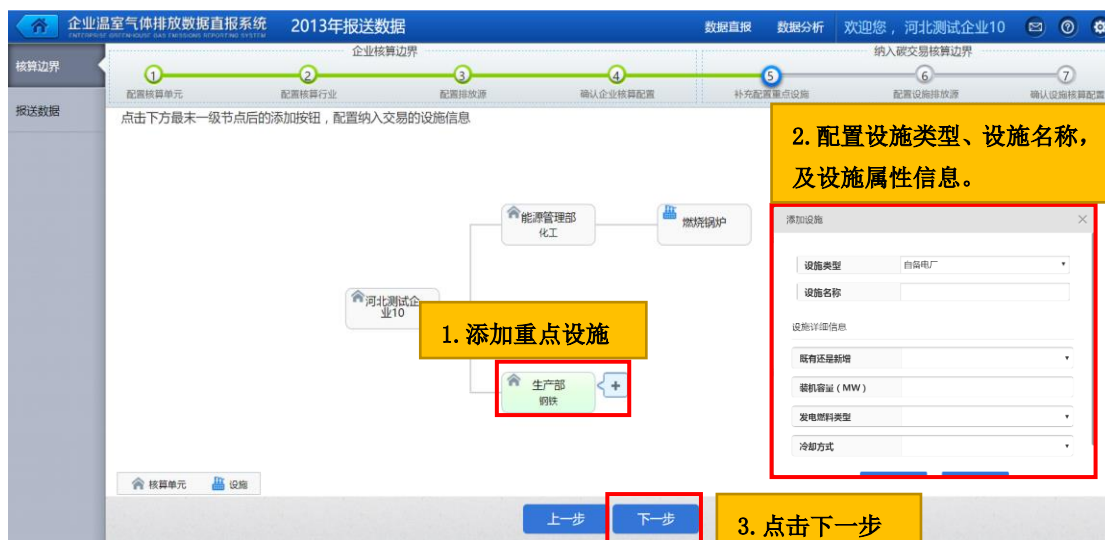 企业温室气体排放数据直报系统 2013年报送数据 数据直报 数据分析 欢迎您，河北测试企业10
ENTERPRISE GREENHOUSE GAS EMISSIONS REPORTING SYSTEM
核算边界
报送数据
企业核算边界 纳入碳交易核算边界
1 2 3 4 5 6 7
配置核算单元 配置核算行业 配置排放源 确认企业核算配置 补充配置重点设施 配置设施排放源 确认设施核算配置
点击下方最末一级节点后的添加按钮，配置纳入交易的设施信息
2.配置设施类型、设施名称，
及设施属性信息。
能源管理部
化工
燃烧锅炉
河北测试企
业10
1.添加重点设施
生产部
钢铁
+
添加设施 ×
设施类型 自备电厂
设施名称
设施详细信息
既有还是新增
装机容量（MW）
发电燃料类型
冷却方式
核算单元 设施
上一步 下一步
3.点击下一步